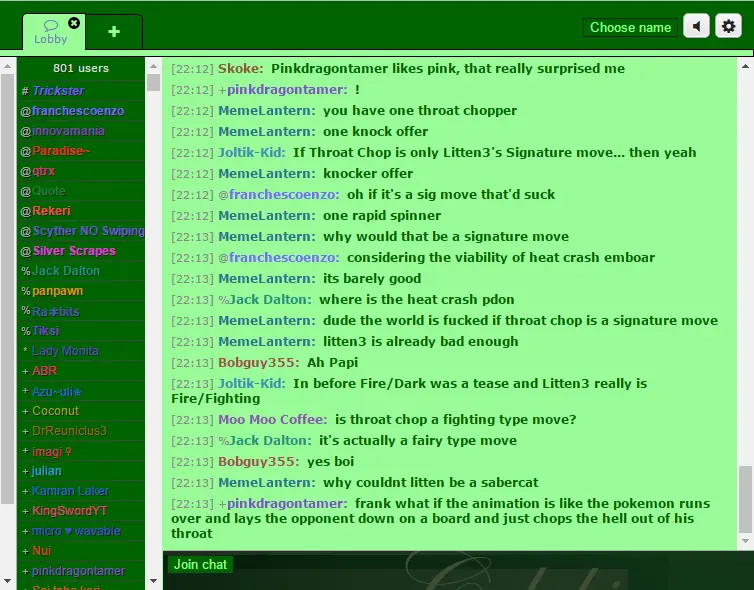 Lobby
+
Choose name
801 users
# Trickster
@franchescoenzo
@innovamania
@Paradise~
@qtrx
@Quote
@Rekeri
@Scyther NO Swiping
@Silver Scrapes
%Jack Dalton
%panpawn
%Ra✱bits
%Tiksi
* Lady Monita
+ ABR
+ Azu~uli❀
+ Coconut
+ DrReuniclus3
+ imagi♀
+ julian
+ Kamran Laker
+ KingSwordYT
+ micro♥wavable
+ Nui
+ pinkdragontamer
[22:12] Skoke: Pinkdragontamer likes pink, that really surprised me
[22:12] +pinkdragontamer: !
[22:12] MemeLantern: you have one throat chopper
[22:12] MemeLantern: one knock offer
[22:12] Joltik-Kid: If Throat Chop is only Litten3's Signature move... then yeah
[22:12] MemeLantern: knocker offer
[22:12] @franchescoenzo: oh if it's a sig move that'd suck
[22:12] MemeLantern: one rapid spinner
[22:13] MemeLantern: why would that be a signature move
[22:13] @franchescoenzo: considering the viability of heat crash emboar
[22:13] MemeLantern: its barely good
[22:13] %Jack Dalton: where is the heat crash pdon
[22:13] MemeLantern: dude the world is fucked if throat chop is a signature move
[22:13] MemeLantern: litten3 is already bad enough
[22:13] Bobguy355: Ah Papi
[22:13] Joltik-Kid: In before Fire/Dark was a tease and Litten3 really is
Fire/Fighting
[22:13] Moo Moo Coffee: is throat chop a fighting type move?
[22:13] %Jack Dalton: it's actually a fairy type move
[22:13] Bobguy355: yes boi
[22:13] MemeLantern: why couldnt litten be a sabercat
[22:13] +pinkdragontamer: frank what if the animation is like the pokemon runs
over and lays the opponent down on a board and just chops the hell out of his
throat
Join chat